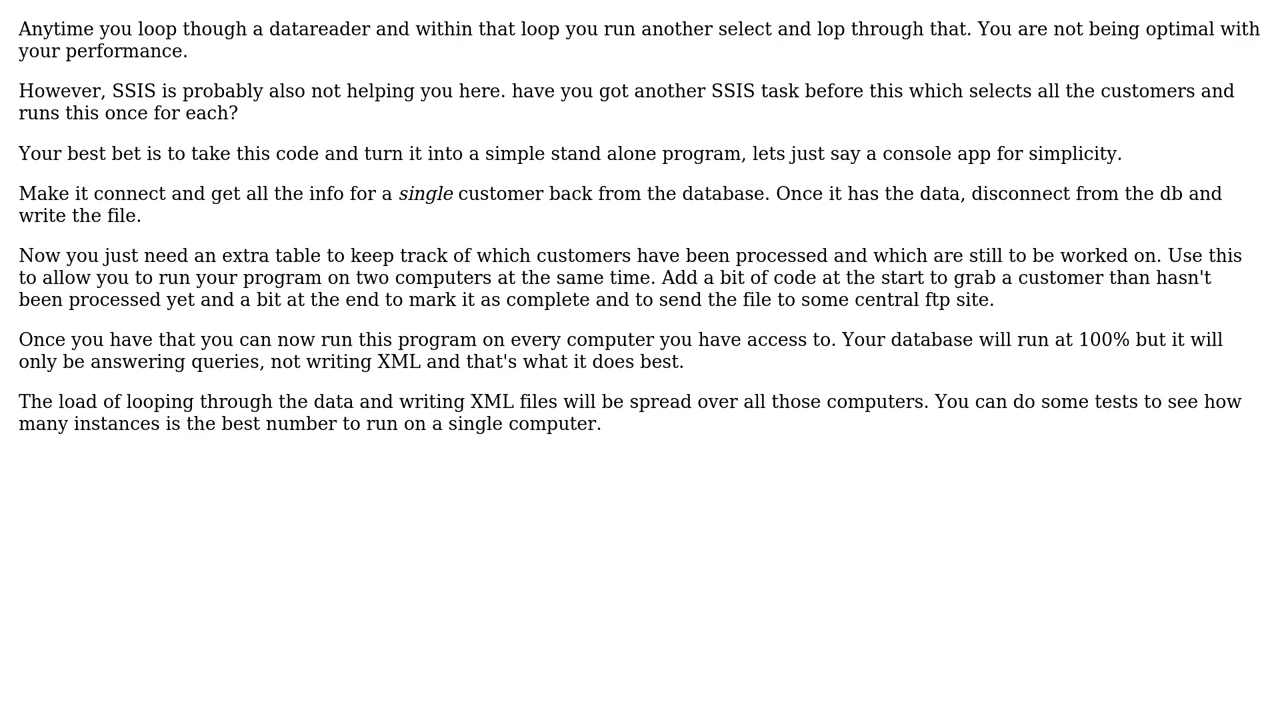 Anytime you loop though a datareader and within that loop you run another select and lop through that. You are not being optimal with
your performance.
However, SSIS is probably also not helping you here. have you got another SSIS task before this which selects all the customers and
runs this once for each?
Your best bet is to take this code and turn it into a simple stand alone program, lets just say a console app for simplicity.
Make it connect and get all the info for a single customer back from the database. Once it has the data, disconnect from the db and
write the file.
Now you just need an extra table to keep track of which customers have been processed and which are still to be worked on. Use this
to allow you to run your program on two computers at the same time. Add a bit of code at the start to grab a customer than hasn't
been processed yet and a bit at the end to mark it as complete and to send the file to some central ftp site.
Once you have that you can now run this program on every computer you have access to. Your database will run at 100% but it will
only be answering queries, not writing XML and that's what it does best.
The load of looping through the data and writing XML files will be spread over all those computers. You can do some tests to see how
many instances is the best number to run on a single computer.